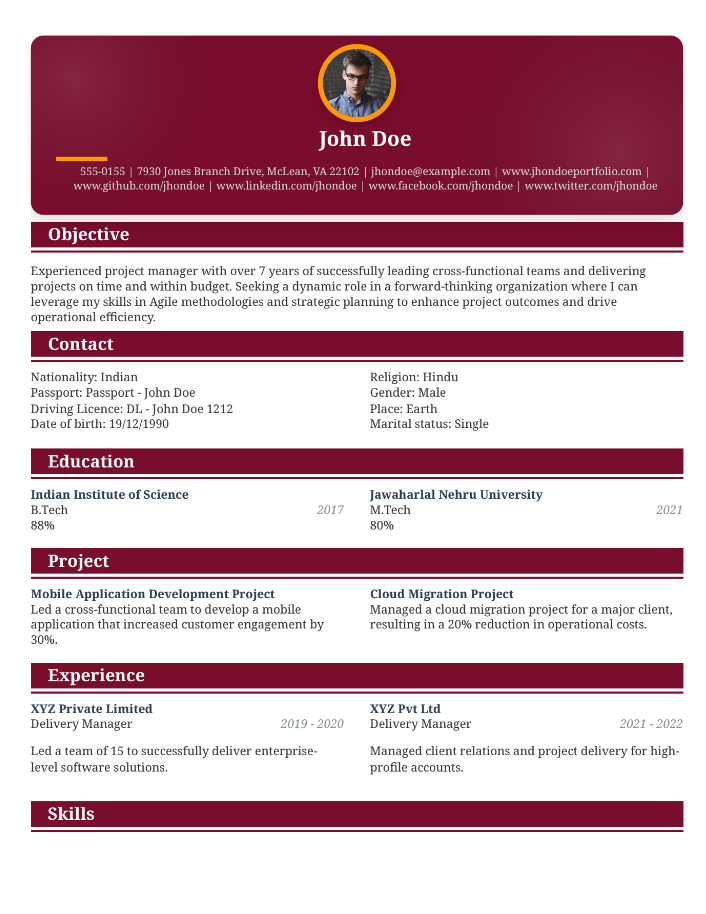 John Doe
555-0155 | 7930 Jones Branch Drive, McLean, VA 22102 | jhondoe@example.com | www.jhondoeportfolio.com |
www.github.com/jhondoe | www.linkedin.com/jhondoe | www.facebook.com/jhondoe | www.twitter.com/jhondoe
Objective
Experienced project manager with over 7 years of successfully leading cross-functional teams and delivering
projects on time and within budget. Seeking a dynamic role in a forward-thinking organization where I can
leverage my skills in Agile methodologies and strategic planning to enhance project outcomes and drive
operational efficiency.
Contact
Nationality: Indian
Passport: Passport - John Doe
Driving Licence: DL - John Doe 1212
Date of birth: 19/12/1990
Religion: Hindu
Gender: Male
Place: Earth
Marital status: Single
Education
Indian Institute of Science
B.Tech 2017
88%
Jawaharlal Nehru University
M.Tech 2021
80%
Project
Mobile Application Development Project
Led a cross-functional team to develop a mobile
application that increased customer engagement by
30%.
Cloud Migration Project
Managed a cloud migration project for a major client,
resulting in a 20% reduction in operational costs.
Experience
XYZ Private Limited
Delivery Manager 2019 - 2020
Led a team of 15 to successfully deliver enterprise-
level software solutions.
XYZ Pvt Ltd
Delivery Manager 2021 - 2022
Managed client relations and project delivery for high-
profile accounts.
Skills